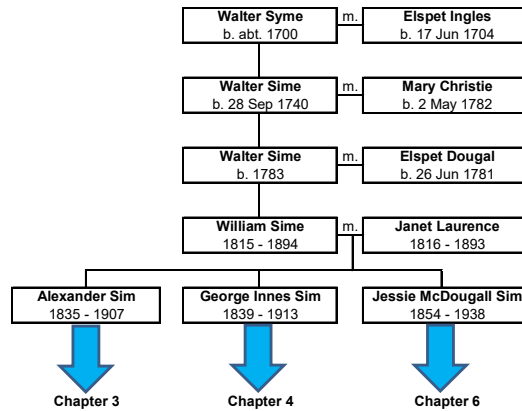 Walter Syme m. Elspet Ingles
b. abt. 1700 b. 17 Jun 1704
Walter Sime m. Mary Christie
b. 28 Sep 1740 b. 2 May 1782
Walter Sime m. Elspet Dougal
b. 1783 b. 26 Jun 1781
William Sime m. Janet Laurence
1815 - 1894 1816 - 1893
Alexander Sim George Innes Sim Jessie McDougall Sim
1835 - 1907 1839 - 1913 1854 - 1938
Chapter 3 Chapter 4 Chapter 6